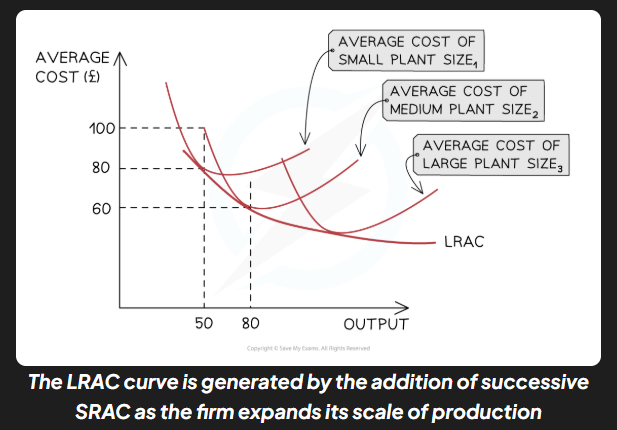 AVERAGE COST OF
SMALL PLANT SIZE₁
AVERAGE
COST (£)
AVERAGE COST OF
MEDIUM PLANT SIZE₂
100
AVERAGE COST OF
LARGE PLANT SIZE₃
80
60
LRAC
50 80 OUTPUT
Copyright © Save My Exams. All Rights Reserved
The LRAC curve is generated by the addition of successive
SRAC as the firm expands its scale of production